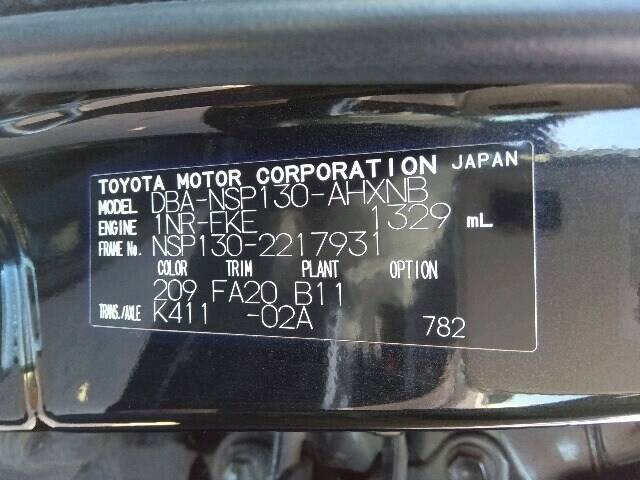 TOYOTA MOTOR CORPORATION JAPAN
MODEL DBA-NSP130-AHXNB
ENGINE 1NR-FKE 1329 mL
FRAME No. NSP130-2217931
COLOR TRIM PLANT OPTION
209 FA20 B11
TRANS./AXLE K411 -02A 782